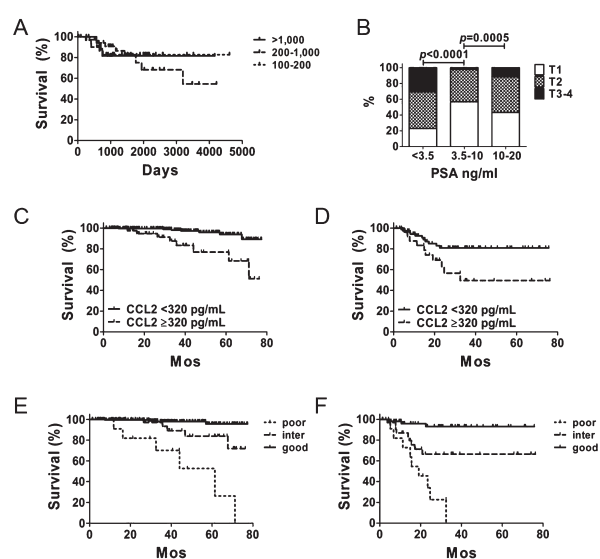 A
Survival (%)
100
80
60
40
20
0
0 1000 2000 3000 4000 5000
Days
>1,000
200-1,000
100-200
B
p=0.0005
p<0.0001
%
100
80
60
40
20
0
<3.5 3.5-10 10-20
PSA ng/ml
T1
T2
T3-4
C
Survival (%)
100
80
60
40
20
0
CCL2 <320 pg/mL
CCL2 ≥320 pg/mL
0 20 40 60 80
Mos
D
Survival (%)
100
80
60
40
20
0
CCL2 <320 pg/mL
CCL2 ≥320 pg/mL
0 20 40 60 80
Mos
E
Survival (%)
100
80
60
40
20
0
0 20 40 60 80
Mos
poor
inter
good
F
Survival (%)
100
80
60
40
20
0
0 20 40 60 80
Mos
poor
inter
good